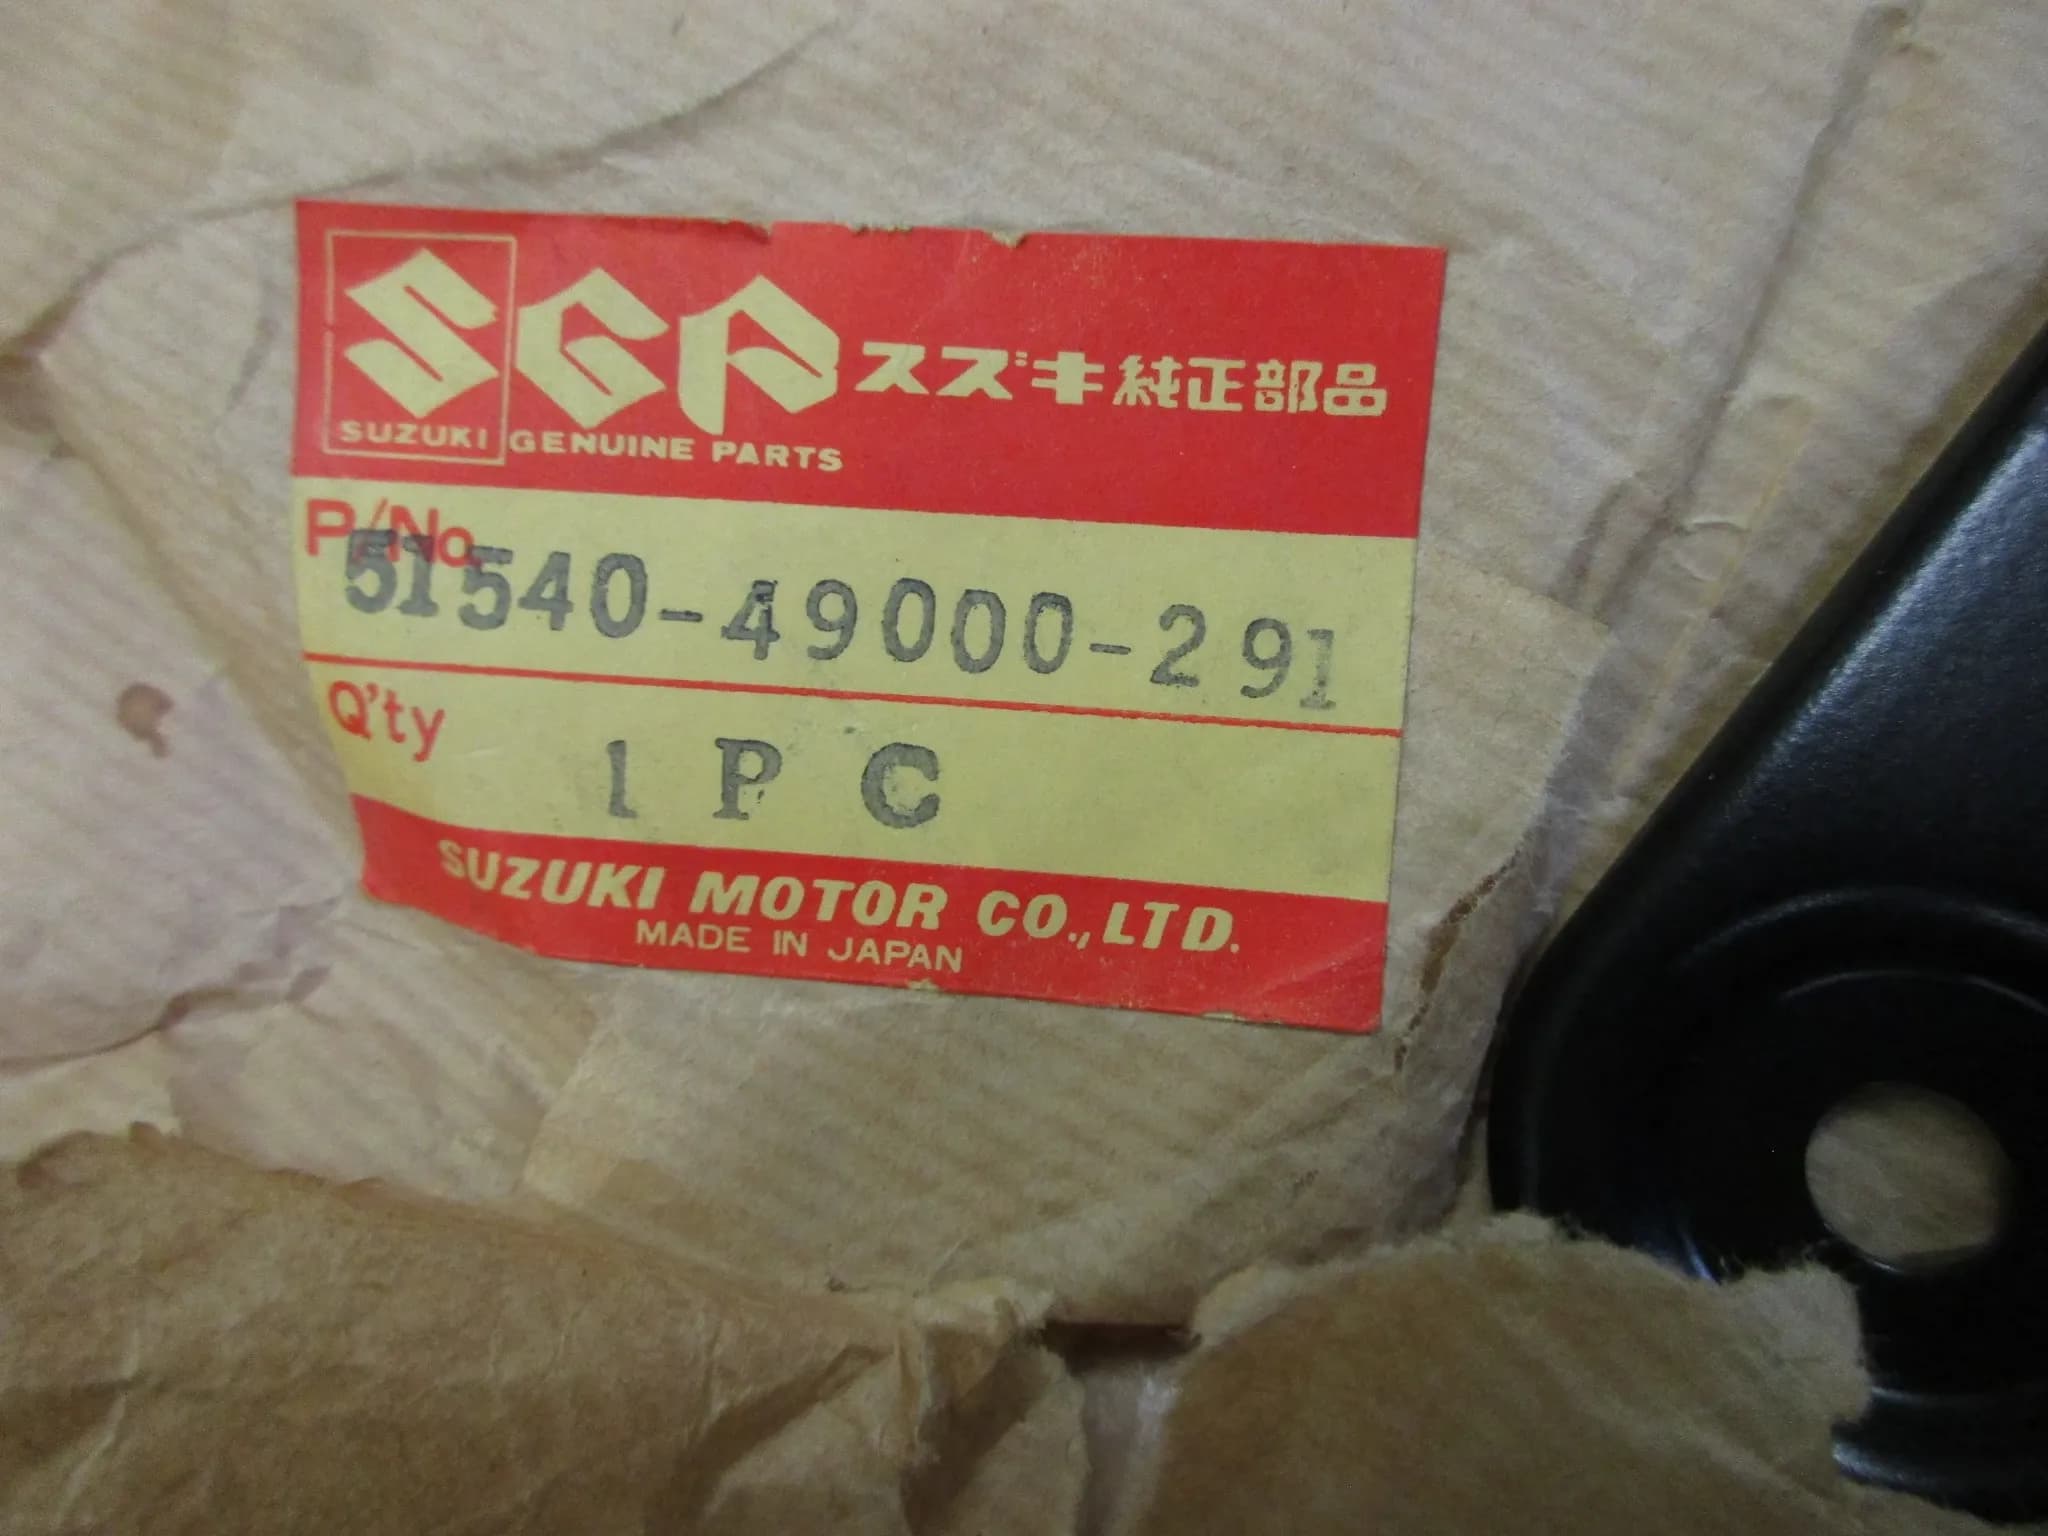 SGP スズキ純正部品
SUZUKI GENUINE PARTS
P/No.
51540-49000-291
Q'ty
1 PC
SUZUKI MOTOR CO., LTD.
MADE IN JAPAN